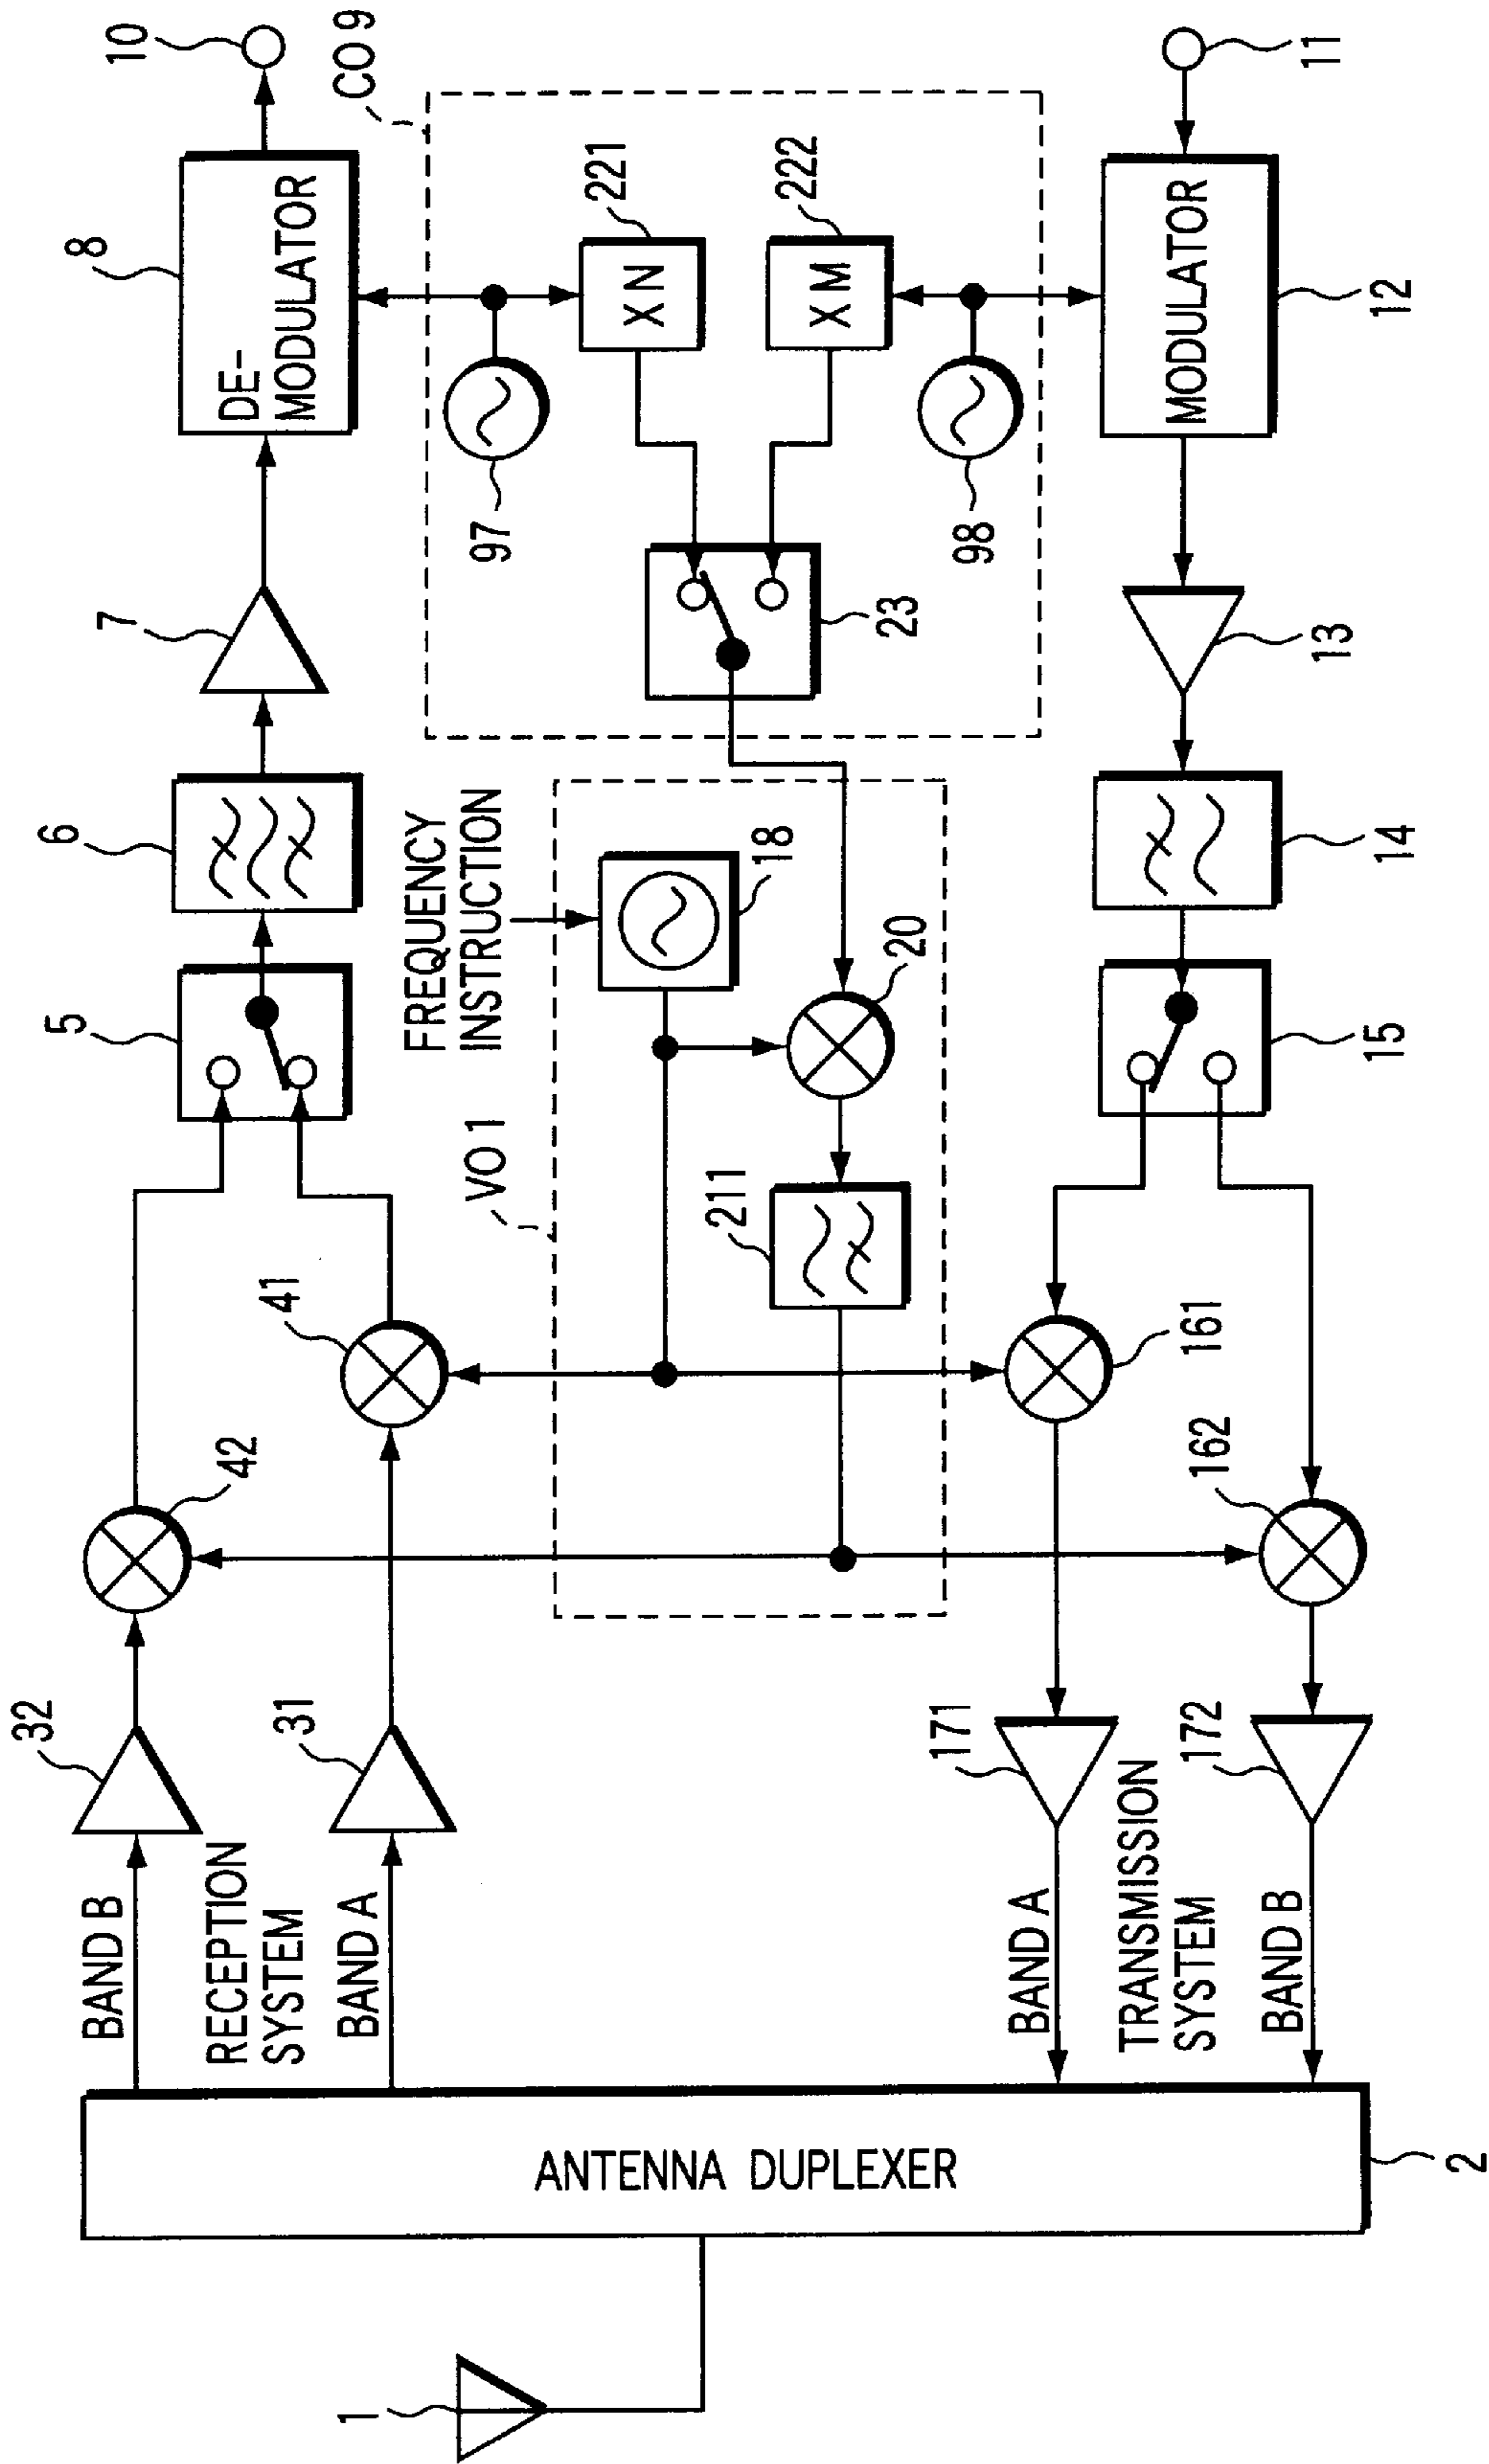 1
ANTENNA DUPLEXER
2
BAND B
RECEPTION
SYSTEM
BAND A
BAND A
TRANSMISSION
SYSTEM
BAND B
32
31
171
172
42
41
161
162
VO 1
211
FREQUENCY
INSTRUCTION
18
20
5
15
6
14
7
13
23
97
98
DE-
MODULATOR
8
X N
221
X M
222
MODULATOR
12
CO 9
10
11